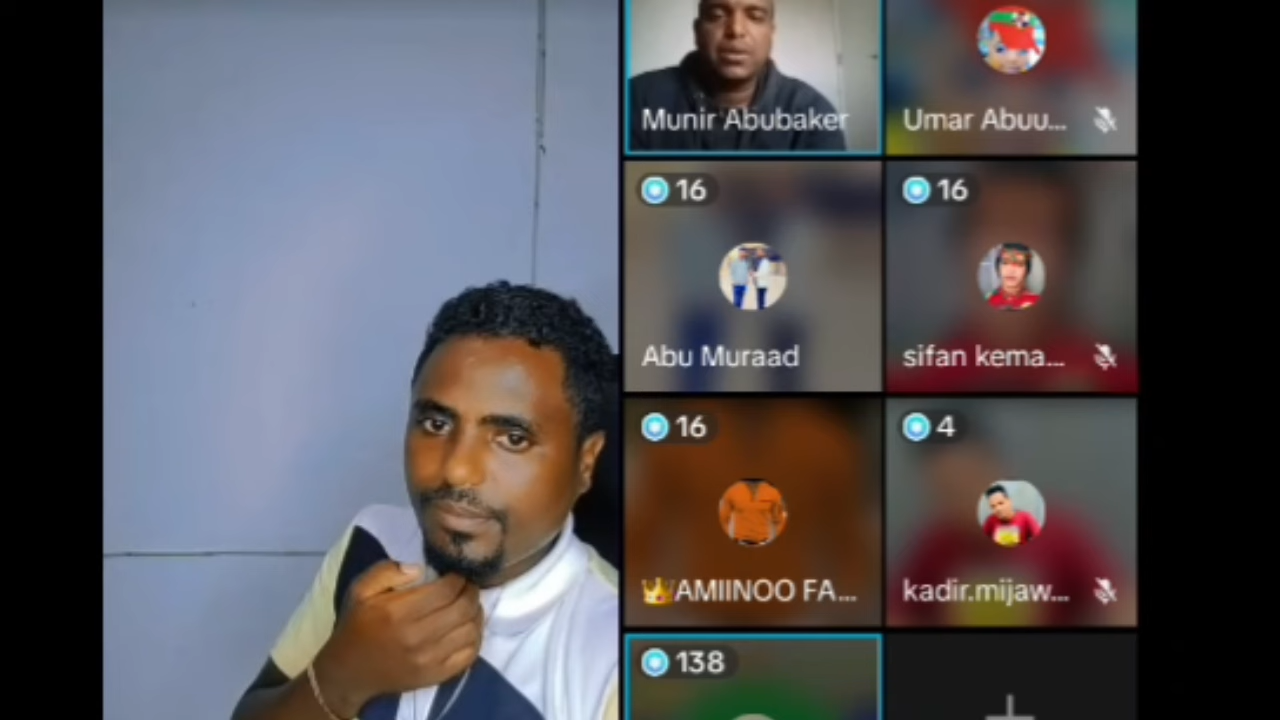 Munir Abubaker
Umar Abuu...
16
16
Abu Muraad
sifan kema...
16
4
👑AMIINOO FA...
kadir.mijaw...
138